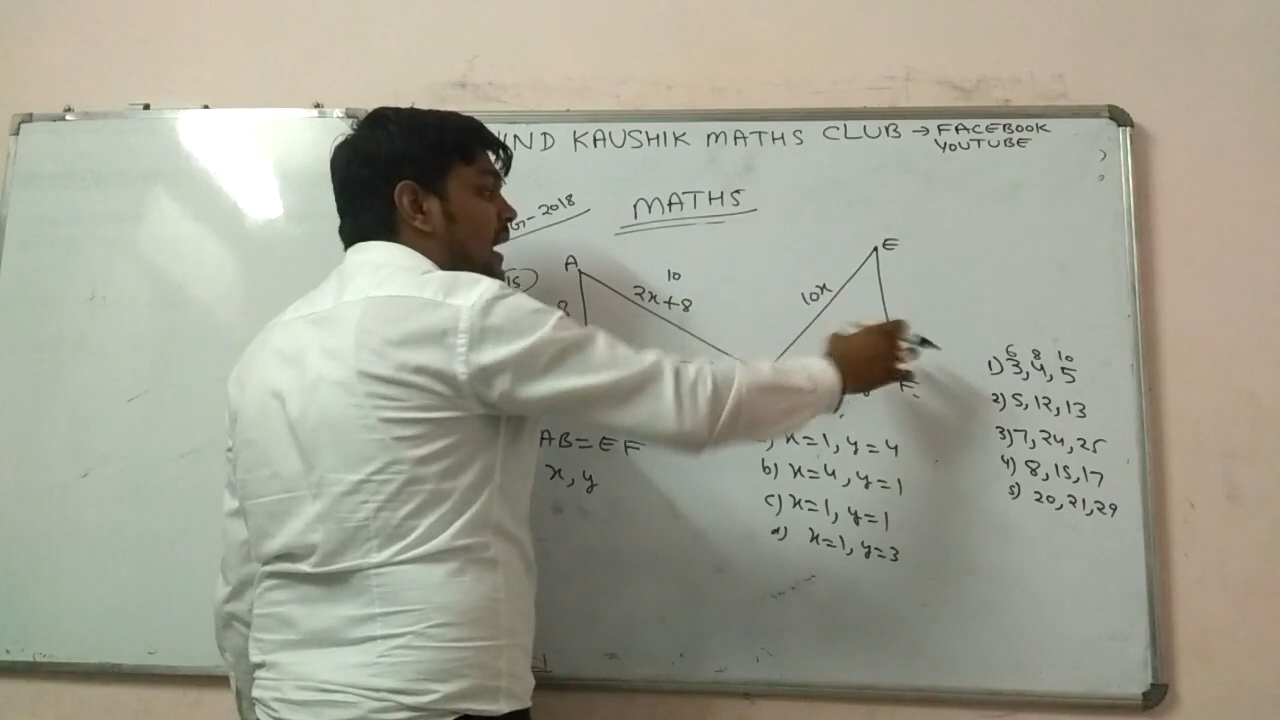 KAUSHIK MATHS CLUB → FACEBOOK
YOUTUBE
2018
MATHS
15
A
8
10
2x+8
10x
E
F
AB=EF
x, y
x=1, y=4
b) x=4, y=1
c) x=1, y=1
d) x=1, y=3
6 8 10
1) 3, 4, 5
2) 5, 12, 13
3) 7, 24, 25
4) 8, 15, 17
5) 20, 21, 29